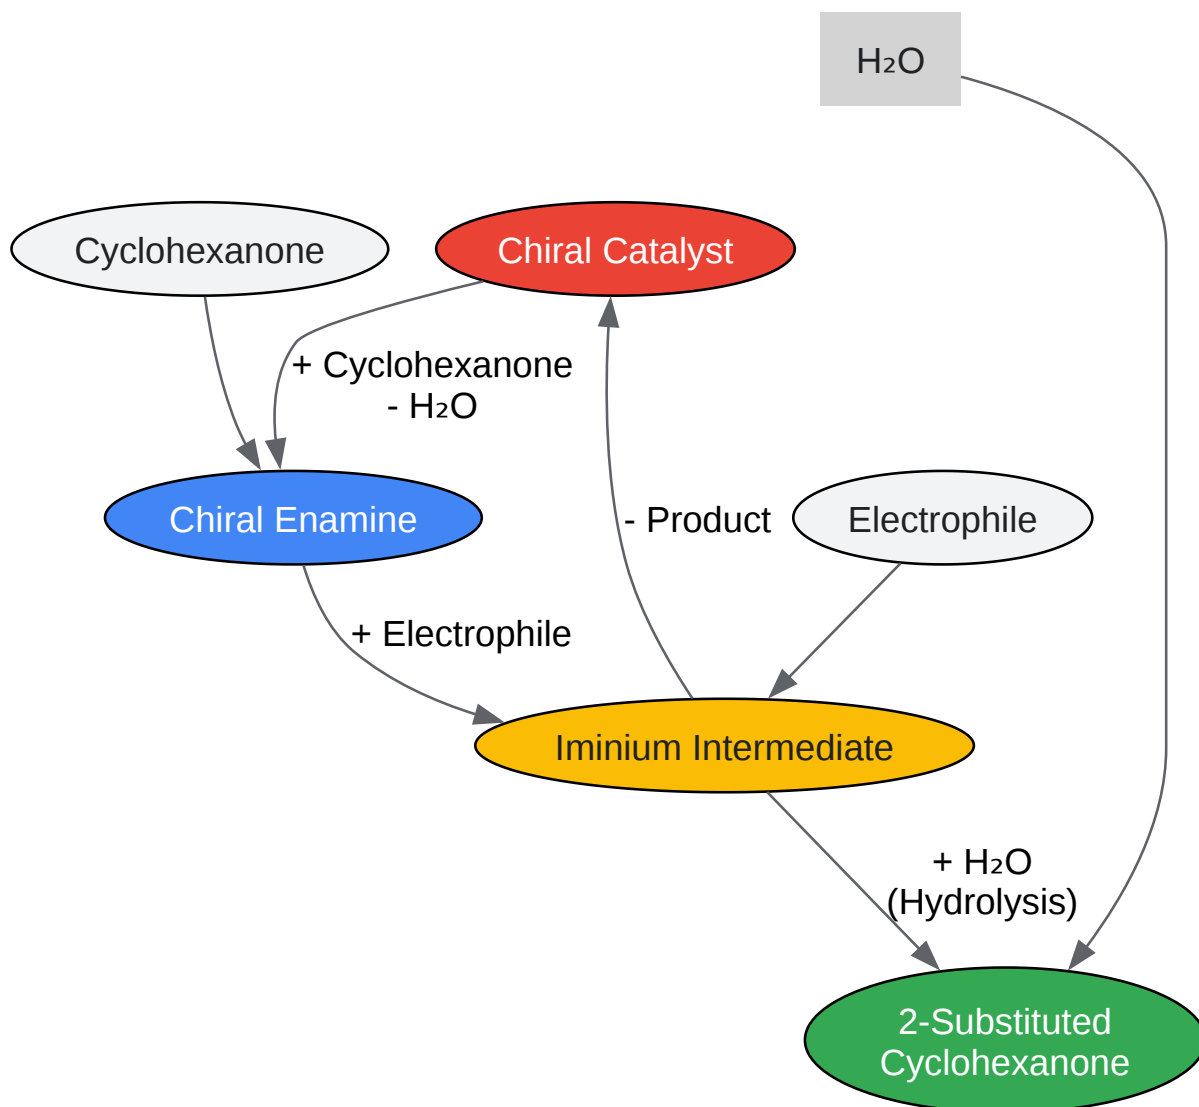 H₂O
Cyclohexanone
Chiral Catalyst
+ Cyclohexanone
- H₂O
Chiral Enamine
- Product
Electrophile
+ Electrophile
Iminium Intermediate
+ H₂O
(Hydrolysis)
2-Substituted
Cyclohexanone